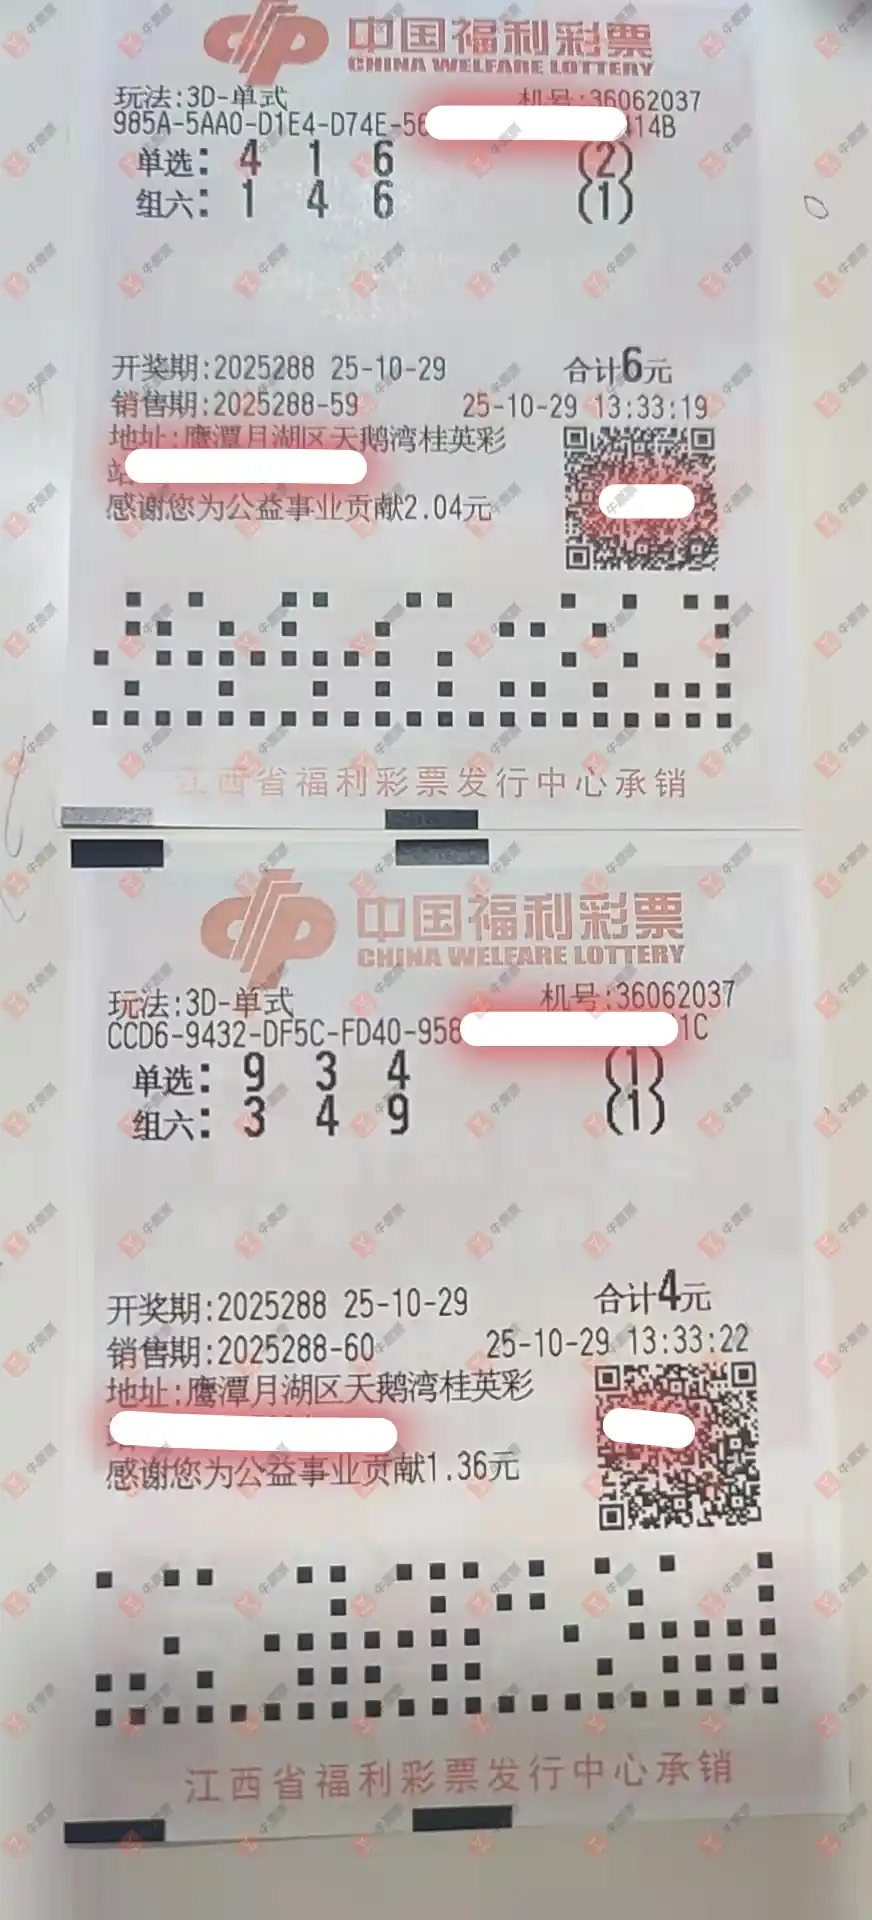 中国福利彩票
CHINA WELFARE LOTTERY
玩法:3D-单式 机号:36062037
985A-5AA0-D1E4-D74E-56 414B
单选: 4 1 6 (2)
组六: 1 4 6 (1)
开奖期:2025288 25-10-29 合计6元
销售期:2025288-59 25-10-29 13:33:19
地址:鹰潭月湖区天鹅湾桂英彩
站
感谢您为公益事业贡献2.04元
江西省福利彩票发行中心承销
中国福利彩票
CHINA WELFARE LOTTERY
玩法:3D-单式 机号:36062037
CCD6-9432-DF5C-FD40-958 1C
单选: 9 3 4 (1)
组六: 3 4 9 (1)
开奖期:2025288 25-10-29 合计4元
销售期:2025288-60 25-10-29 13:33:22
地址:鹰潭月湖区天鹅湾桂英彩
感谢您为公益事业贡献1.36元
江西省福利彩票发行中心承销